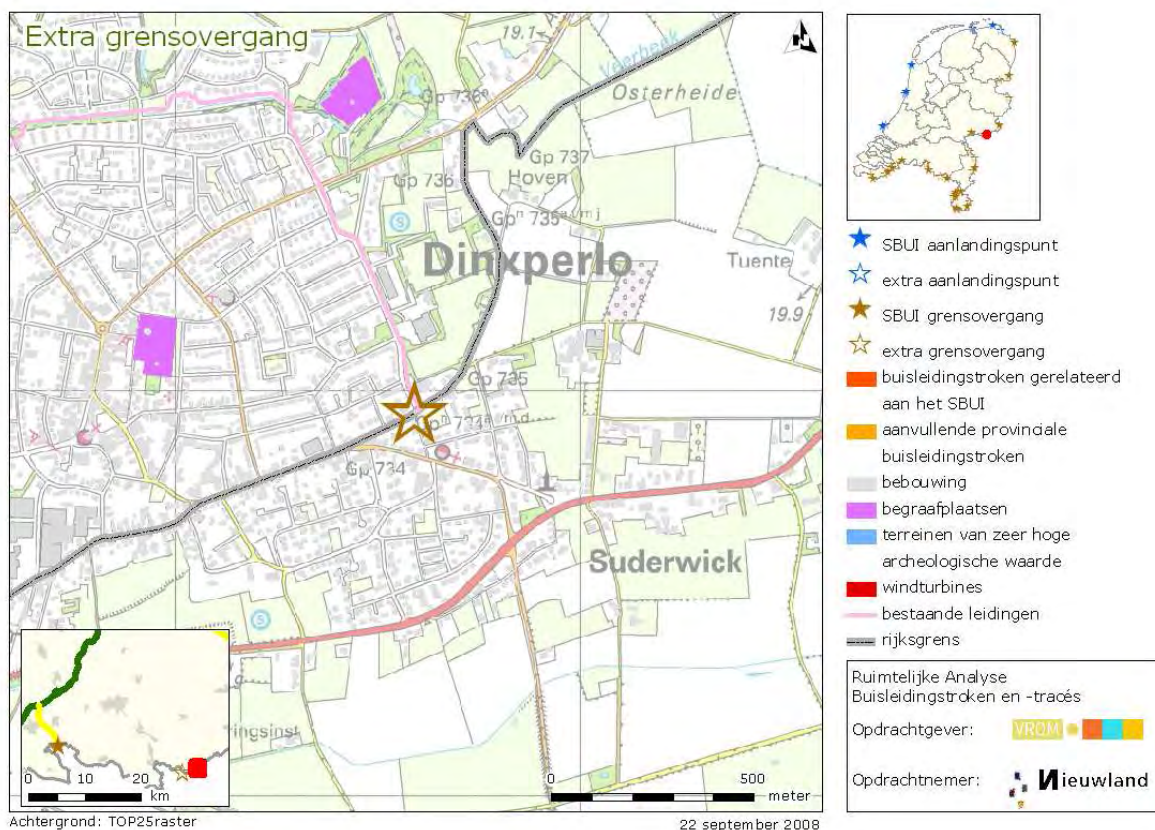 Extra grensovergang
19.1
Osterheide
Gp 737
Hoven
Gp 736
Dinxperlo
Tuente
19.9
Gp 735
Gp 734
Suderwick
0 10 20
km
0 500
meter
Achtergrond: TOP25raster
22 september 2008
N
SBUI aanlandingspunt
extra aanlandingspunt
SBUI grensovergang
extra grensovergang
buisleidingstroken gerelateerd
aan het SBUI
aanvullende provinciale
buisleidingstroken
bebouwing
begraafplaatsen
terreinen van zeer hoge
archeologische waarde
windturbines
bestaande leidingen
rijksgrens
Ruimtelijke Analyse
Buisleidingstroken en -tracés
Opdrachtgever: VROM
Opdrachtnemer: Nieuwland